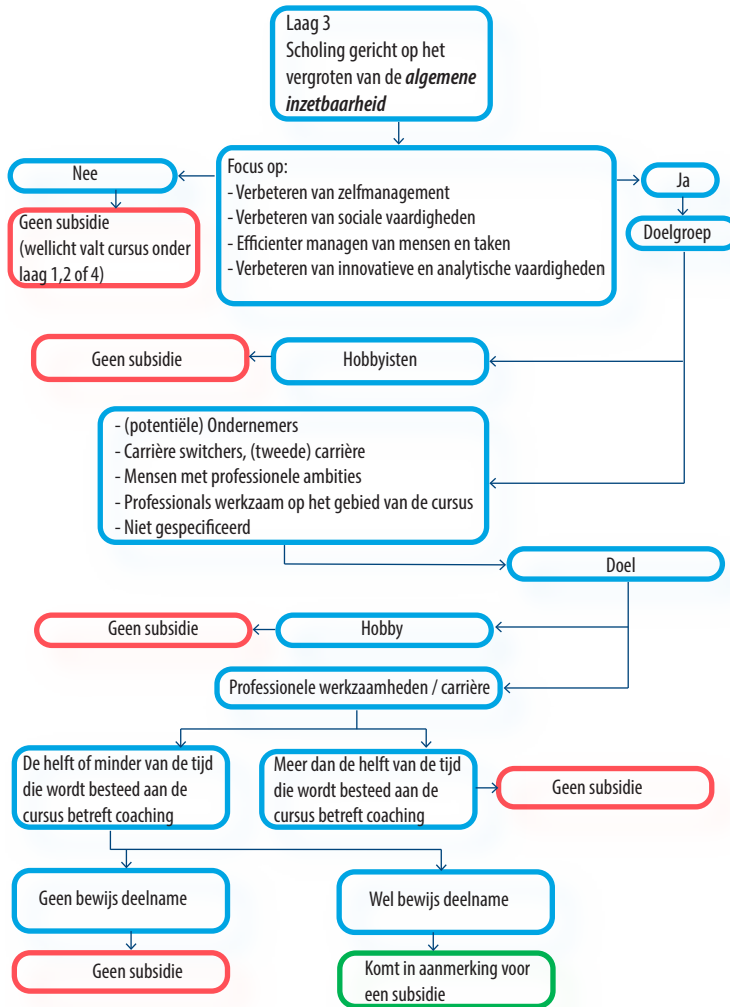 Laag 3
Scholing gericht op het
vergroten van de algemene
inzetbaarheid
Nee
Focus op:
- Verbeteren van zelfmanagement
- Verbeteren van sociale vaardigheden
- Efficienter managen van mensen en taken
- Verbeteren van innovatieve en analytische vaardigheden
Ja
Geen subsidie
(wellicht valt cursus onder
laag 1,2 of 4)
Doelgroep
Geen subsidie
Hobbyisten
- (potentiële) Ondernemers
- Carrière switchers, (tweede) carrière
- Mensen met professionele ambities
- Professionals werkzaam op het gebied van de cursus
- Niet gespecificeerd
Doel
Geen subsidie
Hobby
Professionele werkzaamheden / carrière
De helft of minder van de tijd
die wordt besteed aan de
cursus betreft coaching
Meer dan de helft van de tijd
die wordt besteed aan de
cursus betreft coaching
Geen subsidie
Geen bewijs deelname
Wel bewijs deelname
Geen subsidie
Komt in aanmerking voor
een subsidie